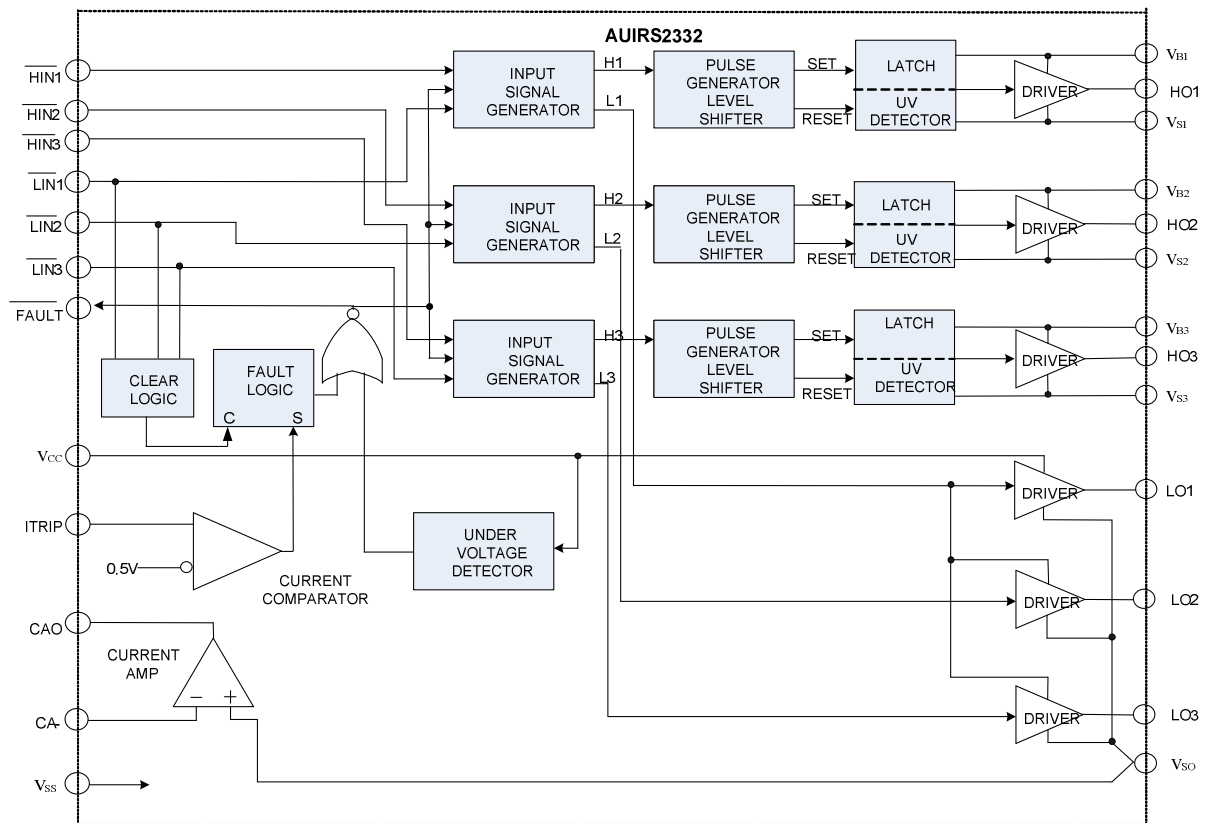 AUIRS2332
HIN1
HIN2
HIN3
LIN1
LIN2
LIN3
FAULT
VCC
ITRIP
0.5V
CAO
CA-
VSS
CLEAR
LOGIC
FAULT
LOGIC
C
S
CURRENT
COMPARATOR
CURRENT
AMP
−
+
UNDER
VOLTAGE
DETECTOR
INPUT
SIGNAL
GENERATOR
H1
L1
PULSE
GENERATOR
LEVEL
SHIFTER
SET
RESET
LATCH
UV
DETECTOR
DRIVER
VB1
HO1
VS1
INPUT
SIGNAL
GENERATOR
H2
L2
PULSE
GENERATOR
LEVEL
SHIFTER
SET
RESET
LATCH
UV
DETECTOR
DRIVER
VB2
HO2
VS2
INPUT
SIGNAL
GENERATOR
H3
L3
PULSE
GENERATOR
LEVEL
SHIFTER
SET
RESET
LATCH
UV
DETECTOR
DRIVER
VB3
HO3
VS3
DRIVER
LO1
DRIVER
LO2
DRIVER
LO3
VSO